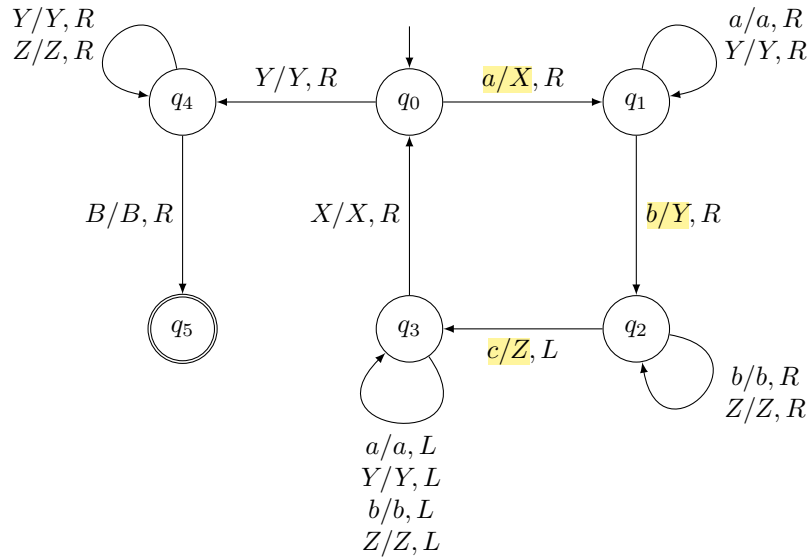 Y/Y, R
Z/Z, R
a/a, R
Y/Y, R
q4
Y/Y, R
q0
a/X, R
q1
B/B, R
X/X, R
b/Y, R
q5
q3
c/Z, L
q2
b/b, R
Z/Z, R
a/a, L
Y/Y, L
b/b, L
Z/Z, L